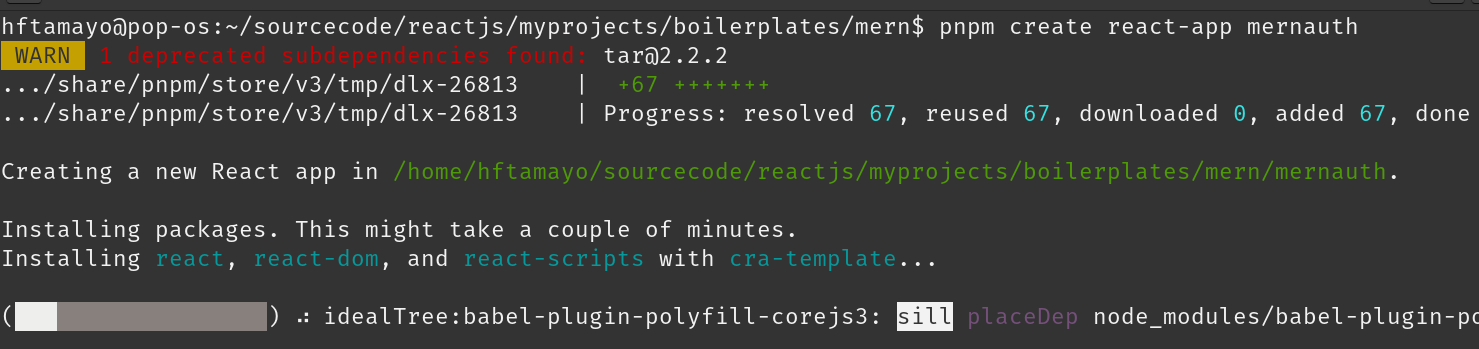 hftamayo@pop-os:~/sourcecode/reactjs/myprojects/boilerplates/mern$ pnpm create react-app mernauth
WARN 1 deprecated subdependencies found: tar@2.2.2
.../share/pnpm/store/v3/tmp/dlx-26813 | +67 +++++++
.../share/pnpm/store/v3/tmp/dlx-26813 | Progress: resolved 67, reused 67, downloaded 0, added 67, done
Creating a new React app in /home/hftamayo/sourcecode/reactjs/myprojects/boilerplates/mern/mernauth.
Installing packages. This might take a couple of minutes.
Installing react, react-dom, and react-scripts with cra-template...
( ) ⠴ idealTree:babel-plugin-polyfill-corejs3: sill placeDep node_modules/babel-plugin-po